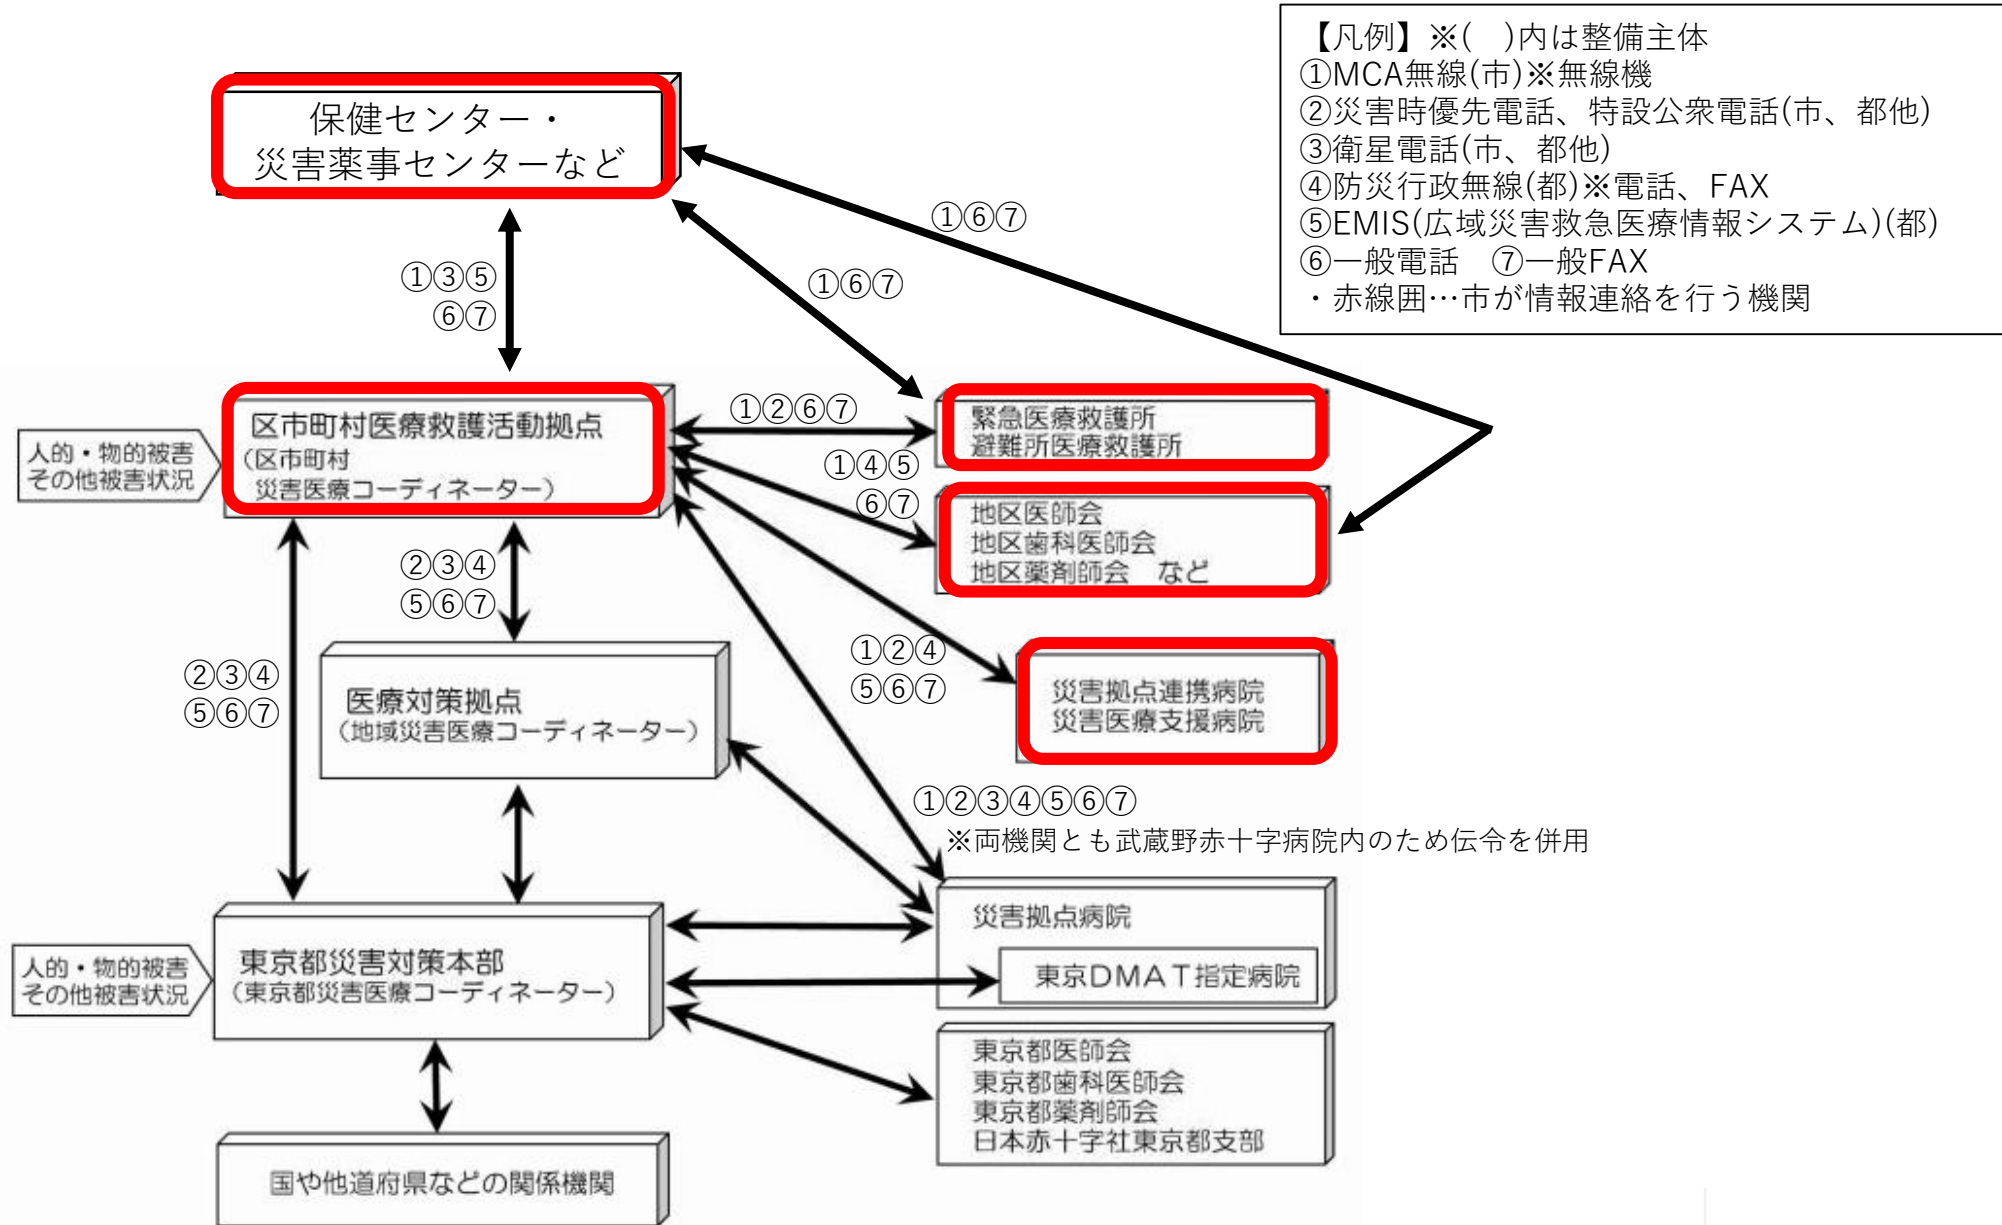 【凡例】※(　)内は整備主体
①MCA無線(市)※無線機
②災害時優先電話、特設公衆電話(市、都他)
③衛星電話(市、都他)
④防災行政無線(都)※電話、FAX
⑤EMIS(広域災害救急医療情報システム)(都)
⑥一般電話　⑦一般FAX
・赤線囲…市が情報連絡を行う機関
保健センター・
災害薬事センターなど
①⑥⑦
①③⑤
⑥⑦
①⑥⑦
人的・物的被害
その他被害状況
区市町村医療救護活動拠点
（区市町村
災害医療コーディネーター）
①②⑥⑦
緊急医療救護所
避難所医療救護所
①④⑤
⑥⑦
地区医師会
地区歯科医師会
地区薬剤師会　など
②③④
⑤⑥⑦
②③④
⑤⑥⑦
①②④
⑤⑥⑦
災害拠点連携病院
災害医療支援病院
医療対策拠点
（地域災害医療コーディネーター）
①②③④⑤⑥⑦
※両機関とも武蔵野赤十字病院内のため伝令を併用
災害拠点病院
東京DMAT指定病院
人的・物的被害
その他被害状況
東京都災害対策本部
（東京都災害医療コーディネーター）
東京都医師会
東京都歯科医師会
東京都薬剤師会
日本赤十字社東京都支部
国や他道府県などの関係機関